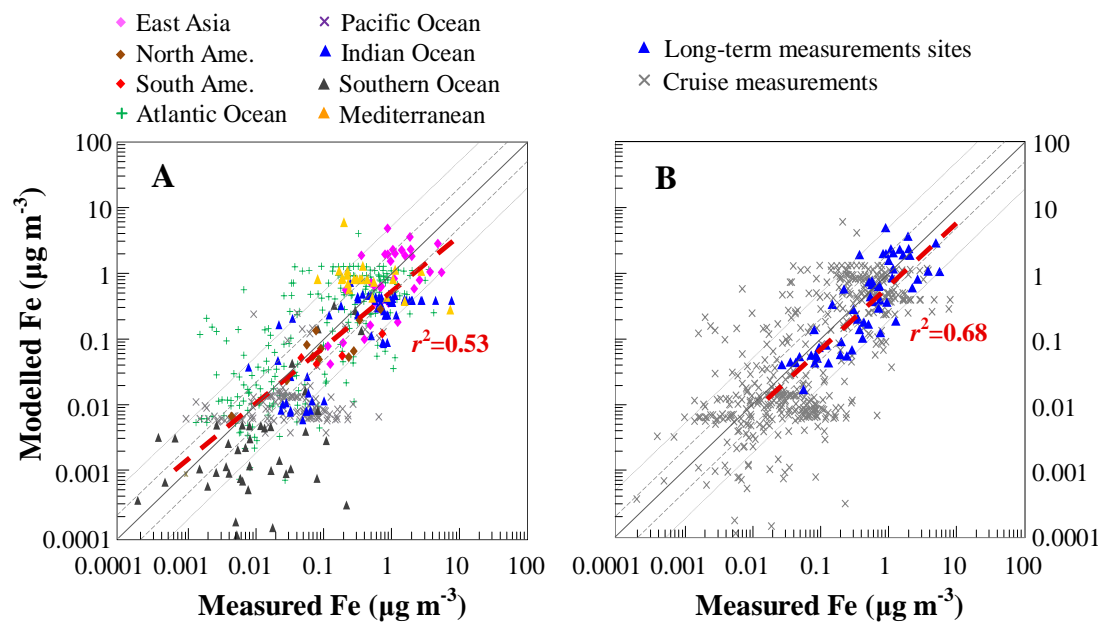 East Asia
North Ame.
South Ame.
Atlantic Ocean
Pacific Ocean
Indian Ocean
Southern Ocean
Mediterranean
Long-term measurements sites
Cruise measurements
A
100
10
1
0.1
0.01
0.001
0.0001
Modelled Fe (µg m⁻³)
r²=0.53
0.0001 0.001 0.01 0.1 1 10 100
Measured Fe (µg m⁻³)
B
r²=0.68
100
10
1
0.1
0.01
0.001
0.0001
0.0001 0.001 0.01 0.1 1 10 100
Measured Fe (µg m⁻³)